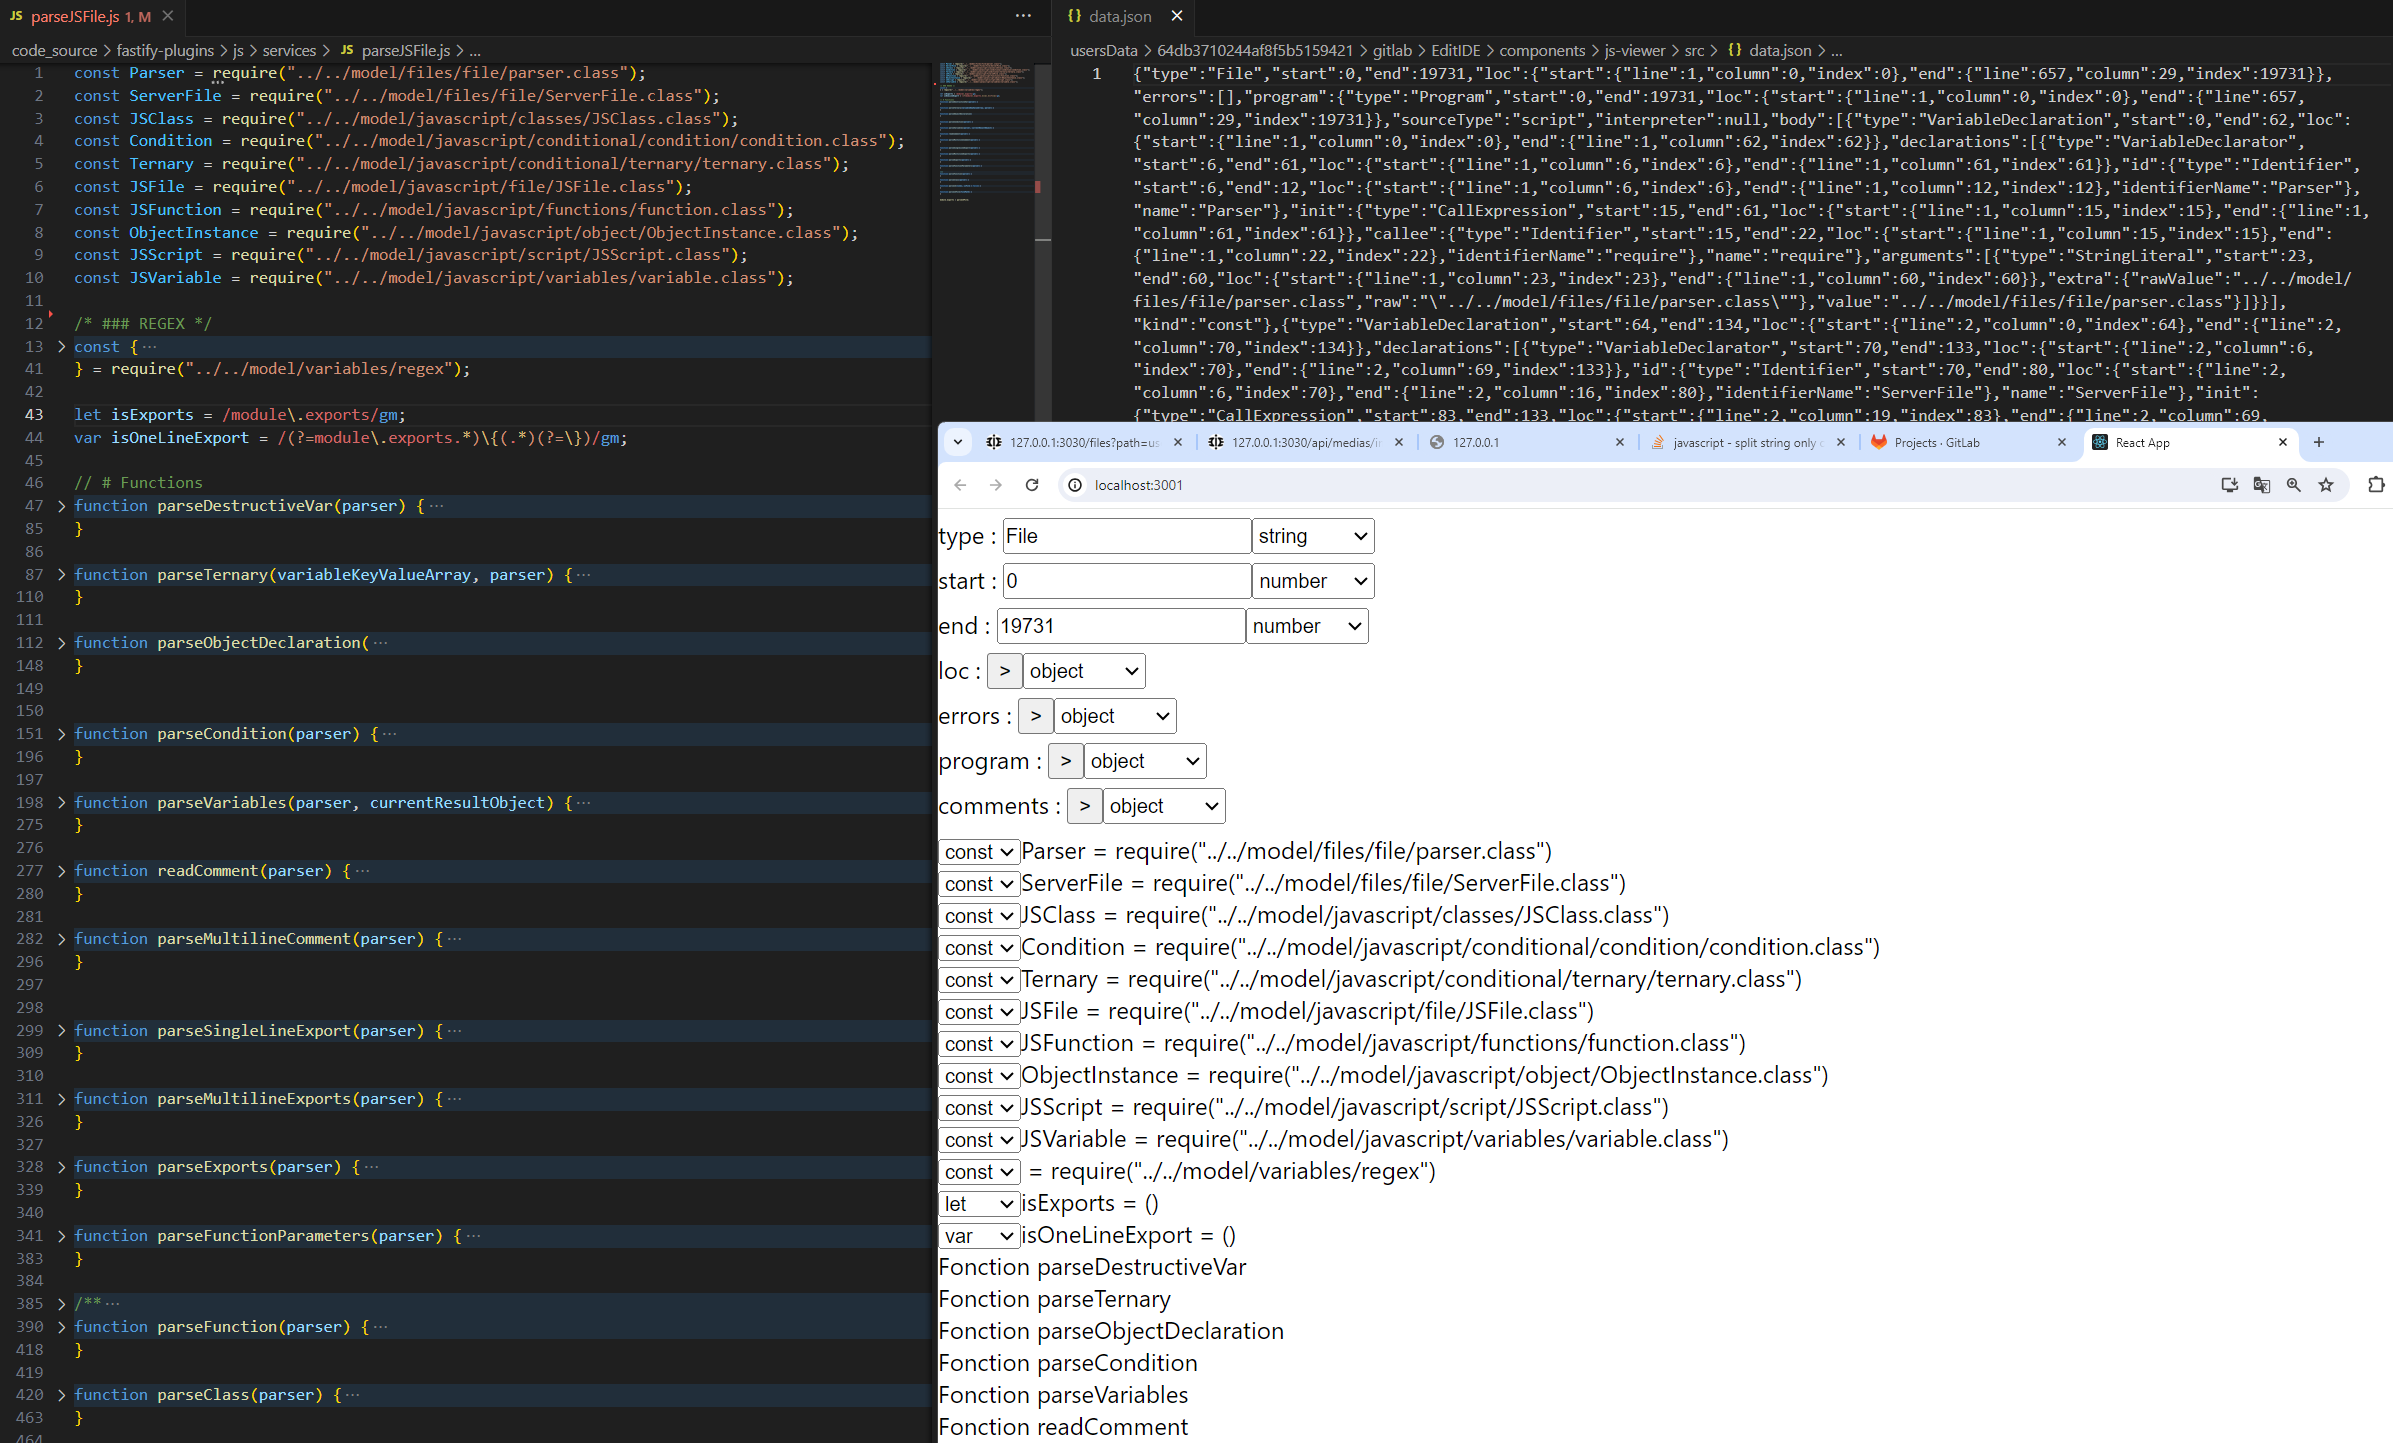 JS parseJSFile.js 1, M
code_source > fastify-plugins > js > services > JS parseJSFile.js > ...
1 const Parser = require("../../model/files/file/parser.class");
2 const ServerFile = require("../../model/files/file/ServerFile.class");
3 const JSClass = require("../../model/javascript/classes/JSClass.class");
4 const Condition = require("../../model/javascript/conditional/condition/condition.class");
5 const Ternary = require("../../model/javascript/conditional/ternary/ternary.class");
6 const JSFile = require("../../model/javascript/file/JSFile.class");
7 const JSFunction = require("../../model/javascript/functions/function.class");
8 const ObjectInstance = require("../../model/javascript/object/ObjectInstance.class");
9 const JSScript = require("../../model/javascript/script/JSScript.class");
10 const JSVariable = require("../../model/javascript/variables/variable.class");
11
12 /* ### REGEX */
13 > const { ...
41 } = require("../../model/variables/regex");
42
43 let isExports = /module\.exports/gm;
44 var isOneLineExport = /(?=module\.exports.*)\{(.*)(?=\})/gm;
45
46 // # Functions
47 > function parseDestructiveVar(parser) { ...
85 }
86
87 > function parseTernary(variableKeyValueArray, parser) { ...
110 }
111
112 > function parseObjectDeclaration( ...
148 }
149
150
151 > function parseCondition(parser) { ...
196 }
197
198 > function parseVariables(parser, currentResultObject) { ...
275 }
276
277 > function readComment(parser) { ...
280 }
281
282 > function parseMultilineComment(parser) { ...
296 }
297
298
299 > function parseSingleLineExport(parser) { ...
309 }
310
311 > function parseMultilineExports(parser) { ...
326 }
327
328 > function parseExports(parser) { ...
339 }
340
341 > function parseFunctionParameters(parser) { ...
383 }
384
385 > /** ...
390 > function parseFunction(parser) { ...
418 }
419
420 > function parseClass(parser) { ...
463 }
464
{} data.json
usersData > 64db3710244af8f5b5159421 > gitlab > EditIDE > components > js-viewer > src > {} data.json > ...
1 {"type":"File","start":0,"end":19731,"loc":{"start":{"line":1,"column":0,"index":0},"end":{"line":657,"column":29,"index":19731}},
"errors":[],"program":{"type":"Program","start":0,"end":19731,"loc":{"start":{"line":1,"column":0,"index":0},"end":{"line":657,
"column":29,"index":19731}},"sourceType":"script","interpreter":null,"body":[{"type":"VariableDeclaration","start":0,"end":62,"loc":
{"start":{"line":1,"column":0,"index":0},"end":{"line":1,"column":62,"index":62}},"declarations":[{"type":"VariableDeclarator",
"start":6,"end":61,"loc":{"start":{"line":1,"column":6,"index":6},"end":{"line":1,"column":61,"index":61}},"id":{"type":"Identifier",
"start":6,"end":12,"loc":{"start":{"line":1,"column":6,"index":6},"end":{"line":1,"column":12,"index":12},"identifierName":"Parser"},
"name":"Parser"},"init":{"type":"CallExpression","start":15,"end":61,"loc":{"start":{"line":1,"column":15,"index":15},"end":{"line":1,
"column":61,"index":61}},"callee":{"type":"Identifier","start":15,"end":22,"loc":{"start":{"line":1,"column":15,"index":15},"end":
{"line":1,"column":22,"index":22},"identifierName":"require"},"name":"require"},"arguments":[{"type":"StringLiteral","start":23,
"end":60,"loc":{"start":{"line":1,"column":23,"index":23},"end":{"line":1,"column":60,"index":60}},"extra":{"rawValue":"../../model/
files/file/parser.class","raw":"\"../../model/files/file/parser.class\""},"value":"../../model/files/file/parser.class"}]}}],
"kind":"const"},{"type":"VariableDeclaration","start":64,"end":134,"loc":{"start":{"line":2,"column":0,"index":64},"end":{"line":2,
"column":70,"index":134}},"declarations":[{"type":"VariableDeclarator","start":70,"end":133,"loc":{"start":{"line":2,"column":6,
"index":70},"end":{"line":2,"column":69,"index":133}},"id":{"type":"Identifier","start":70,"end":80,"loc":{"start":{"line":2,
"column":6,"index":70},"end":{"line":2,"column":16,"index":80},"identifierName":"ServerFile"},"name":"ServerFile"},"init":
{"type":"CallExpression","start":83,"end":133,"loc":{"start":{"line":2,"column":19,"index":83},"end":{"line":2,"column":69,
127.0.0.1:3030/files?path=us
127.0.0.1:3030/api/medias/i
127.0.0.1
javascript - split string only
Projects · GitLab
React App
localhost:3001
type : File string
start : 0 number
end : 19731 number
loc : > object
errors : > object
program : > object
comments : > object
const Parser = require("../../model/files/file/parser.class")
const ServerFile = require("../../model/files/file/ServerFile.class")
const JSClass = require("../../model/javascript/classes/JSClass.class")
const Condition = require("../../model/javascript/conditional/condition/condition.class")
const Ternary = require("../../model/javascript/conditional/ternary/ternary.class")
const JSFile = require("../../model/javascript/file/JSFile.class")
const JSFunction = require("../../model/javascript/functions/function.class")
const ObjectInstance = require("../../model/javascript/object/ObjectInstance.class")
const JSScript = require("../../model/javascript/script/JSScript.class")
const JSVariable = require("../../model/javascript/variables/variable.class")
const = require("../../model/variables/regex")
let isExports = ()
var isOneLineExport = ()
Fonction parseDestructiveVar
Fonction parseTernary
Fonction parseObjectDeclaration
Fonction parseCondition
Fonction parseVariables
Fonction readComment